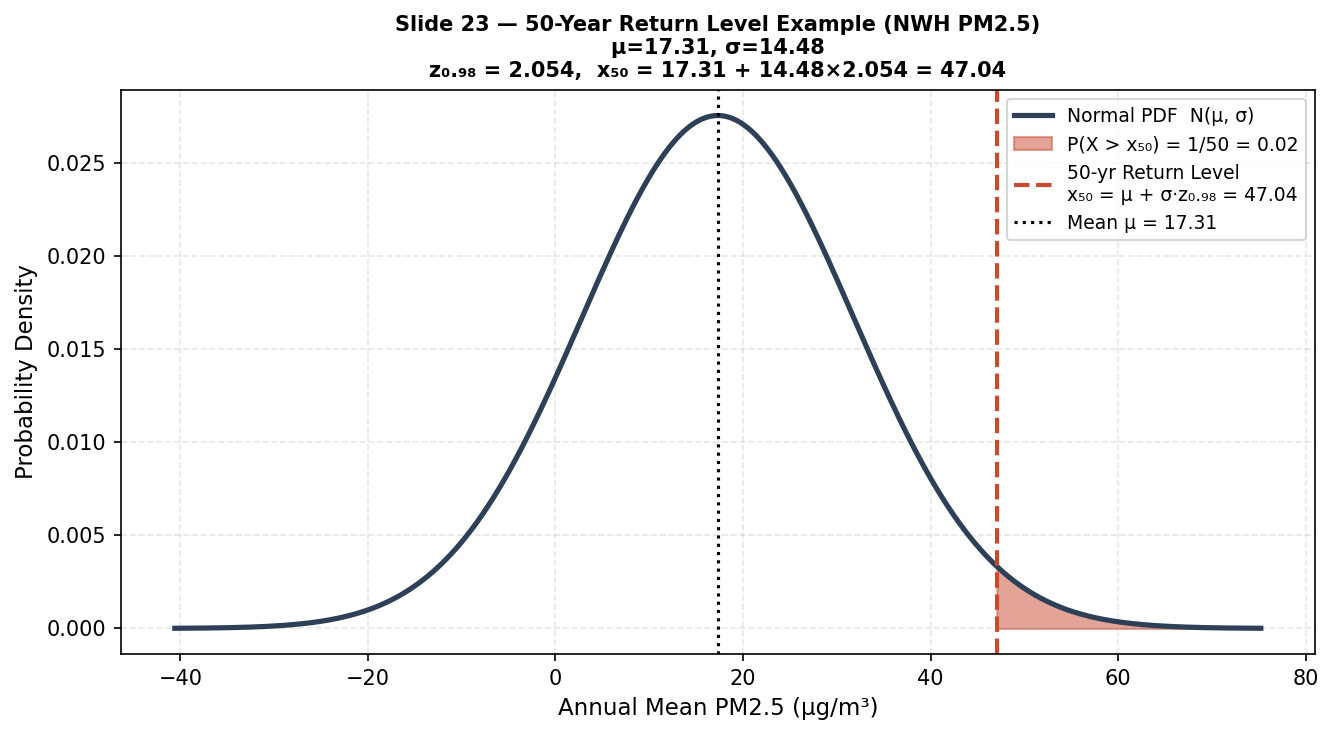 Slide 23 — 50-Year Return Level Example (NWH PM2.5)
μ=17.31, σ=14.48
z₀.₉₈ = 2.054,  x₅₀ = 17.31 + 14.48×2.054 = 47.04
Normal PDF  N(μ, σ)
P(X > x₅₀) = 1/50 = 0.02
50-yr Return Level
x₅₀ = μ + σ·z₀.₉₈ = 47.04
Mean μ = 17.31
Probability Density
0.025
0.020
0.015
0.010
0.005
0.000
−40
−20
0
20
40
60
80
Annual Mean PM2.5 (μg/m³)